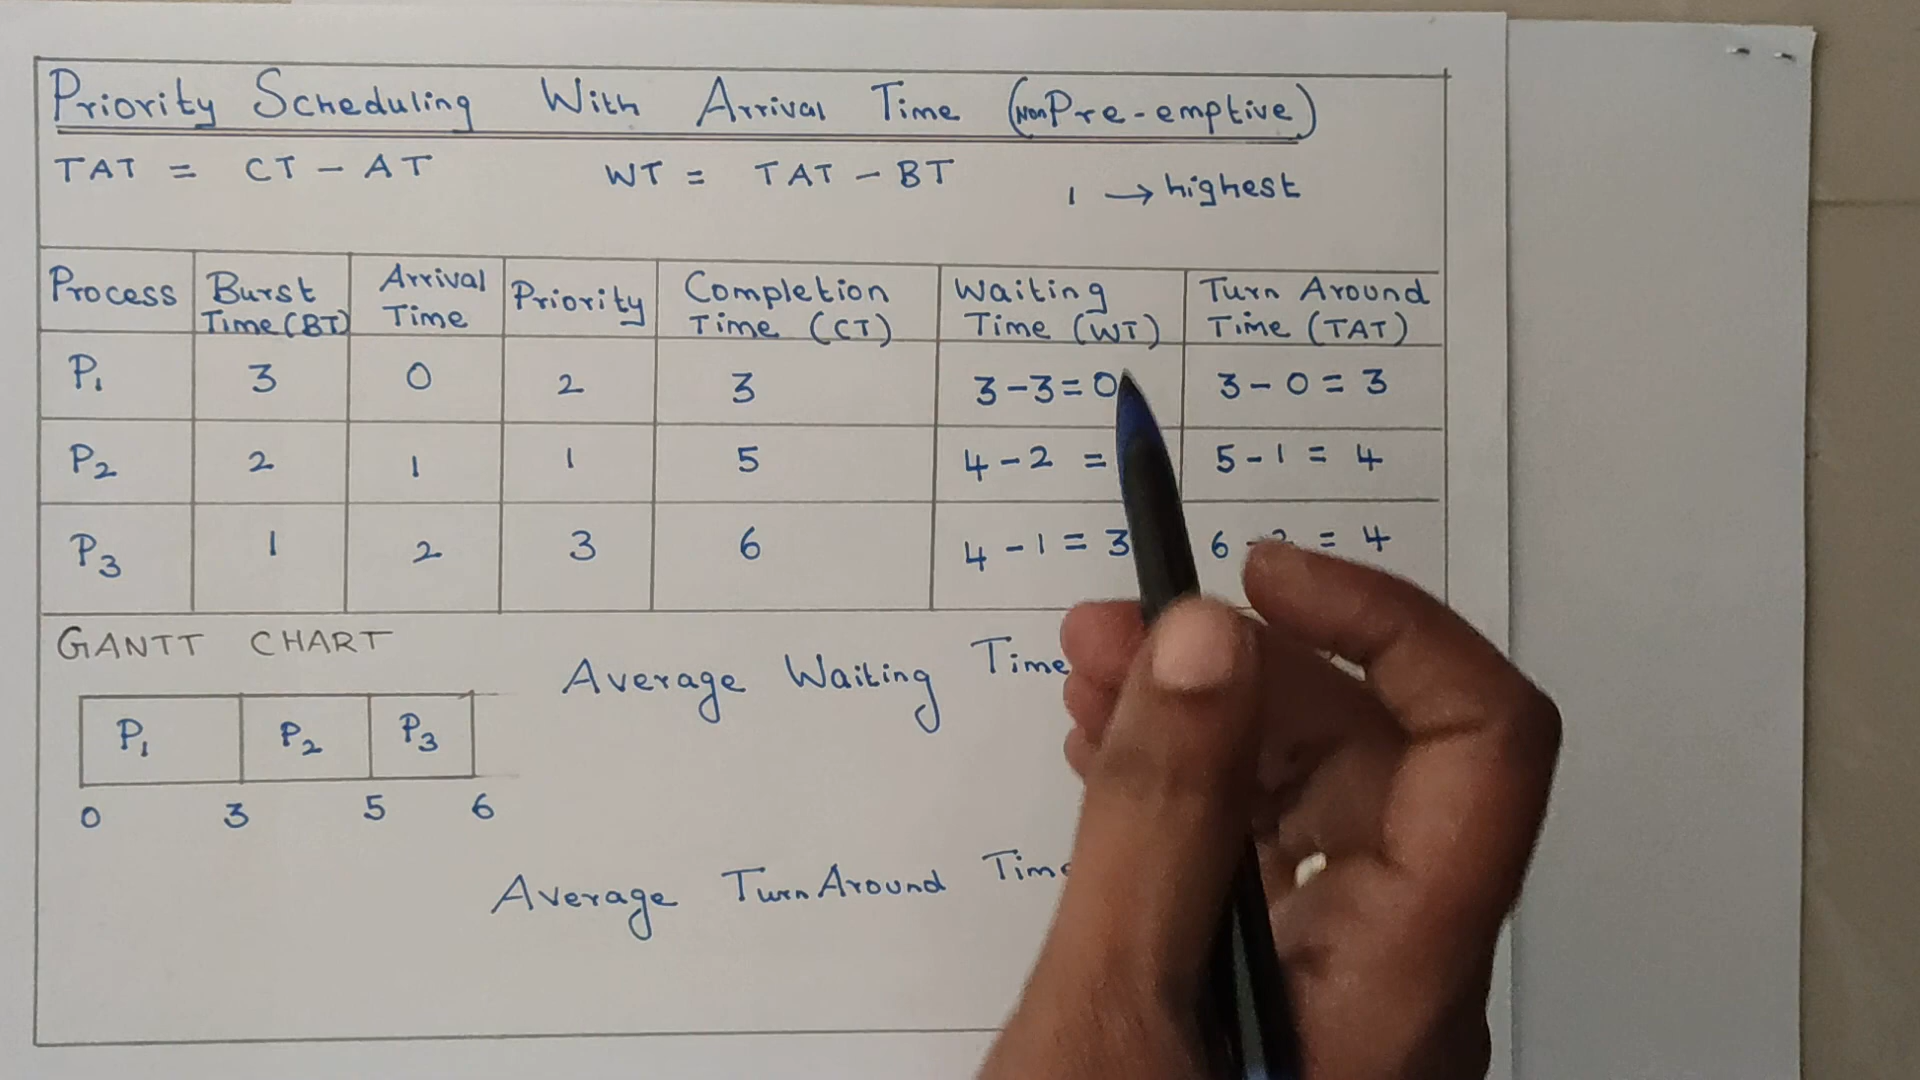 Priority Scheduling With Arrival Time (Non Pre-emptive)
TAT = CT - AT WT = TAT - BT 1 → highest
Process Burst Time (BT) Arrival Time Priority Completion Time (CT) Waiting Time (WT) Turn Around Time (TAT)
P1 3 0 2 3 3-3=0 3-0=3
P2 2 1 1 5 4-2 = 5-1 = 4
P3 1 2 3 6 4-1=3 6 - = 4
GANTT CHART
Average Waiting Time
P1 P2 P3
0 3 5 6
Average Turn Around